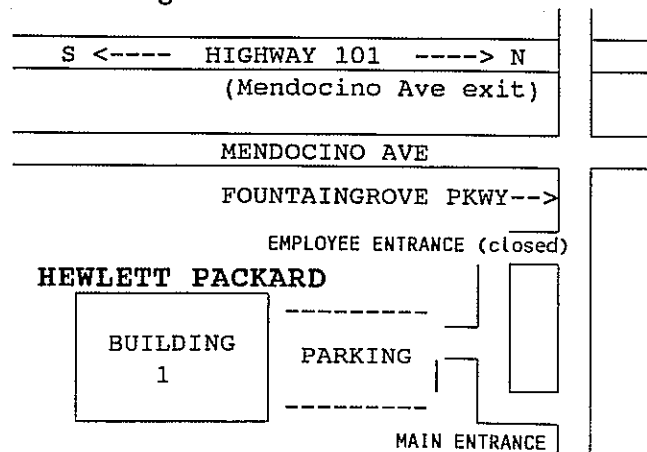 S <---- HIGHWAY 101 ----> N
(Mendocino Ave exit)
MENDOCINO AVE
FOUNTAINGROVE PKWY-->
EMPLOYEE ENTRANCE (closed)
HEWLETT PACKARD
BUILDING
1
PARKING
MAIN ENTRANCE